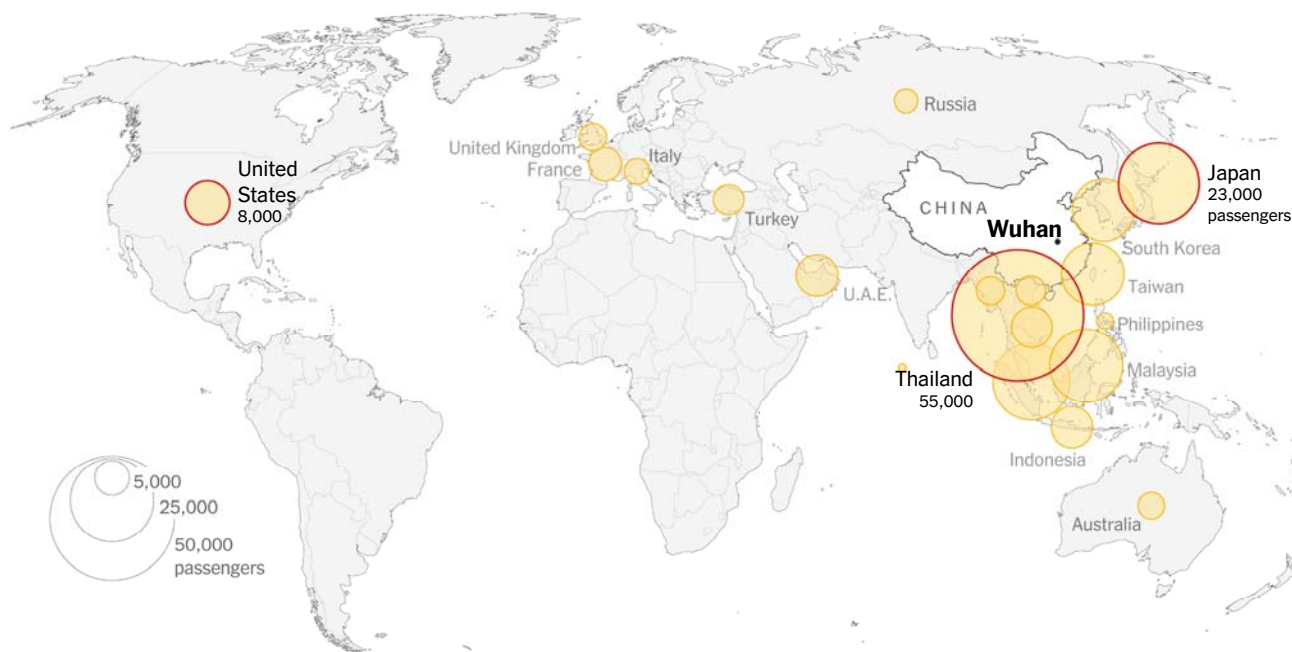 Russia
United Kingdom
France
Italy
United
States
8,000
Turkey
CHINA
Wuhan
Japan
23,000
passengers
South Korea
U.A.E.
Taiwan
Philippines
Thailand
55,000
Malaysia
Indonesia
Australia
5,000
25,000
50,000
passengers